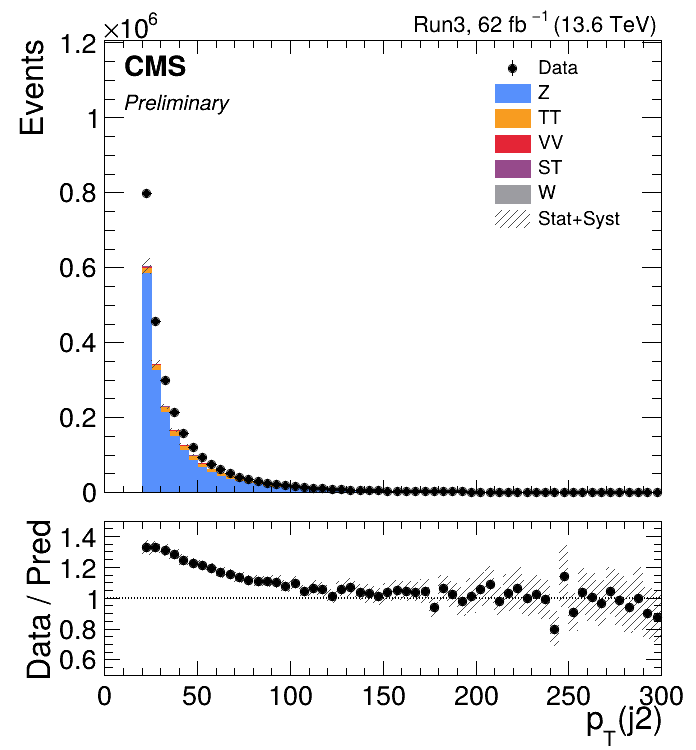 ×10⁶
Run3, 62 fb⁻¹ (13.6 TeV)
CMS
Preliminary
Events
1.2
1
0.8
0.6
0.4
0.2
0
Data
Z
TT
VV
ST
W
Stat+Syst
Data / Pred
1.4
1.2
1
0.8
0.6
0 50 100 150 200 250 300
p_T(j2)